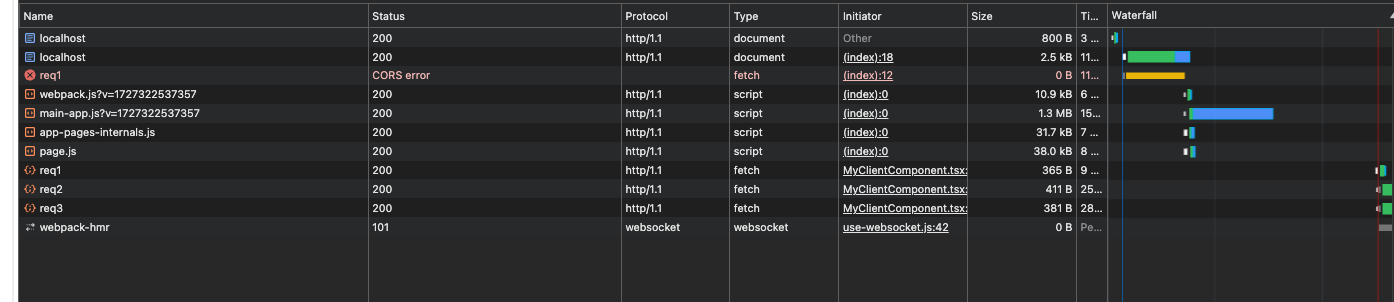 Name Status Protocol Type Initiator Size Ti... Waterfall
localhost 200 http/1.1 document Other 800 B 3 ...
localhost 200 http/1.1 document (index):18 2.5 kB 11...
req1 CORS error fetch (index):12 0 B 11...
webpack.js?v=1727322537357 200 http/1.1 script (index):0 10.9 kB 6 ...
main-app.js?v=1727322537357 200 http/1.1 script (index):0 1.3 MB 15...
app-pages-internals.js 200 http/1.1 script (index):0 31.7 kB 7 ...
page.js 200 http/1.1 script (index):0 38.0 kB 8 ...
req1 200 http/1.1 fetch MyClientComponent.tsx: 365 B 9 ...
req2 200 http/1.1 fetch MyClientComponent.tsx: 411 B 25...
req3 200 http/1.1 fetch MyClientComponent.tsx: 381 B 28...
webpack-hmr 101 websocket websocket use-websocket.js:42 0 B Pe...